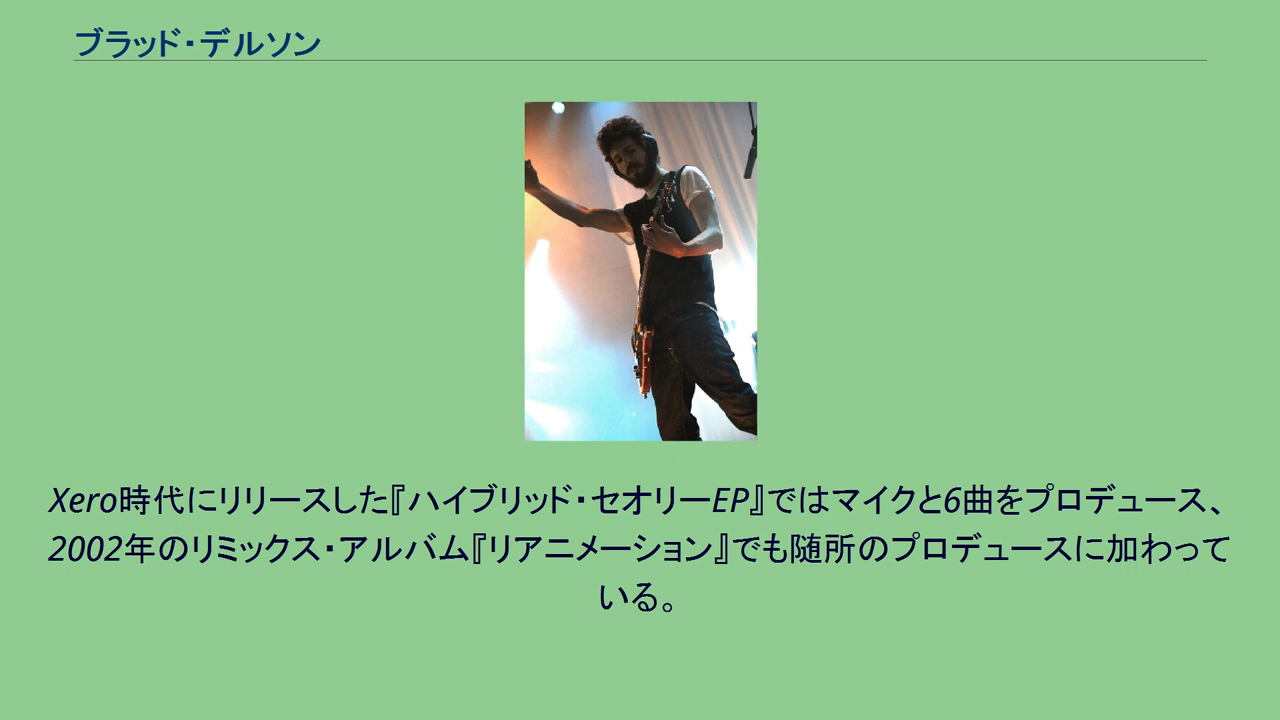 ブラッド・デルソン
Xero時代にリリースした『ハイブリッド・セオリーEP』ではマイクと6曲をプロデュース、
2002年のリミックス・アルバム『リアニメーション』でも随所のプロデュースに加わって
いる。